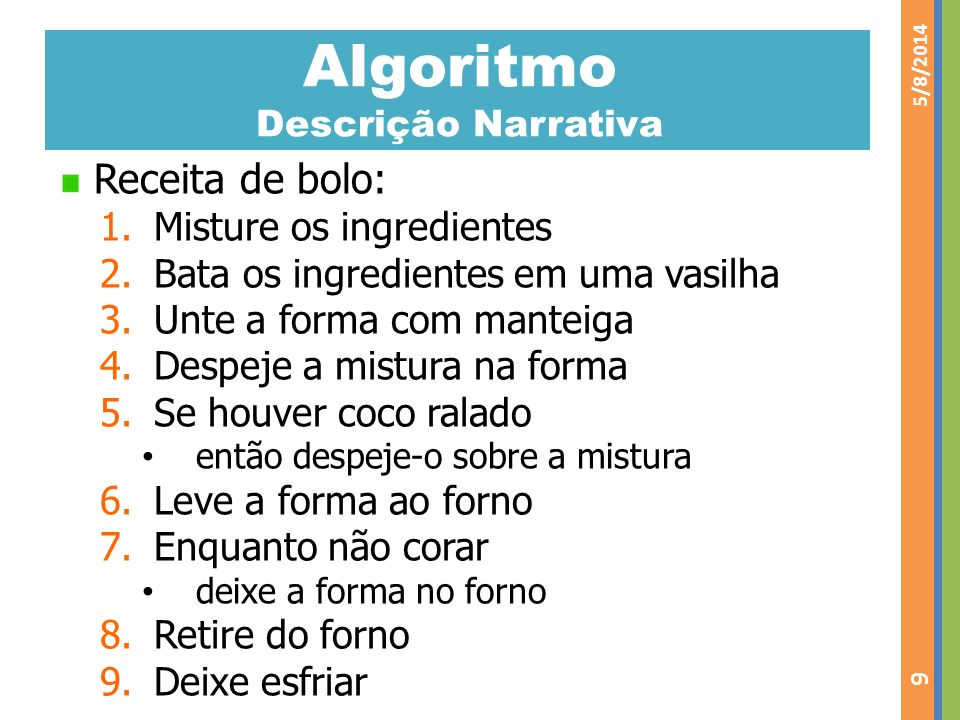 Algoritmo
Descrição Narrativa
Receita de bolo:
1. Misture os ingredientes
2. Bata os ingredientes em uma vasilha
3. Unte a forma com manteiga
4. Despeje a mistura na forma
5. Se houver coco ralado
• então despeje-o sobre a mistura
6. Leve a forma ao forno
7. Enquanto não corar
• deixe a forma no forno
8. Retire do forno
9. Deixe esfriar
5/8/2014
9